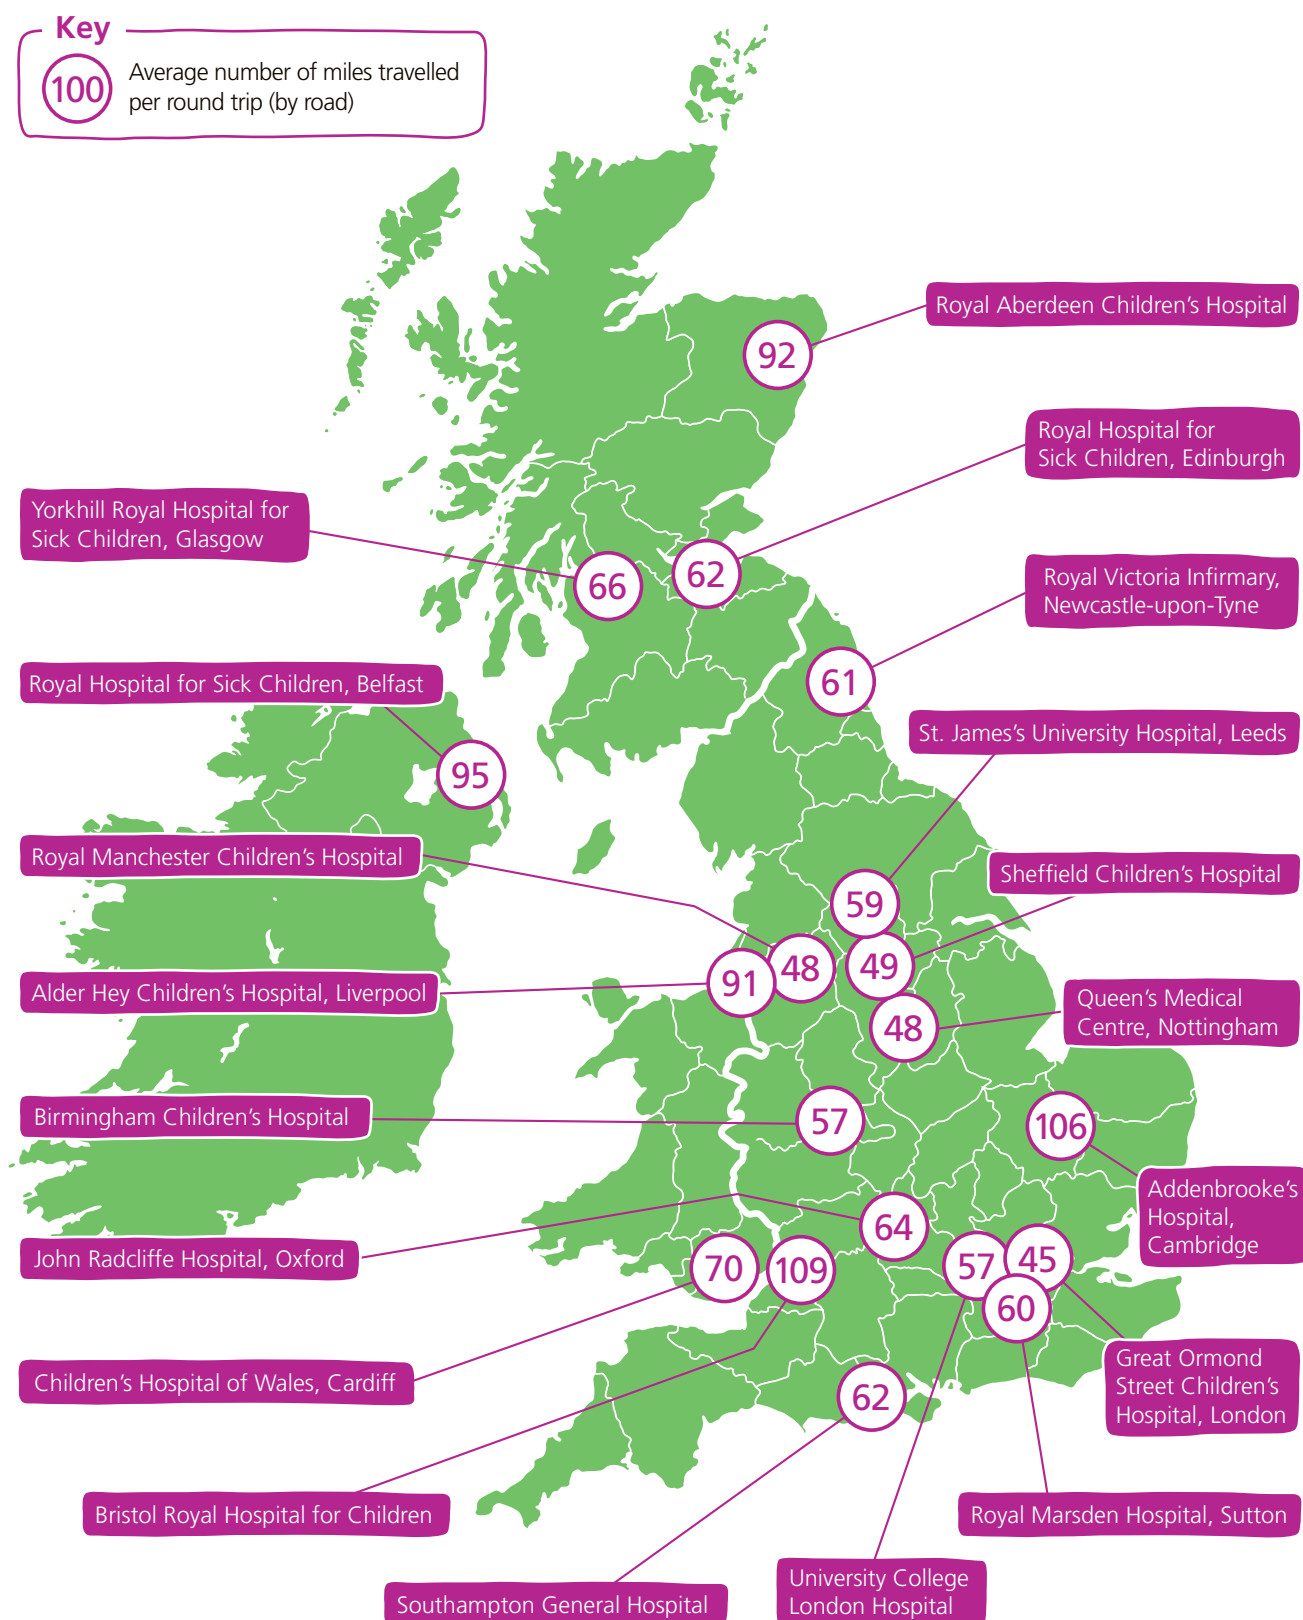 Key
100
Average number of miles travelled
per round trip (by road)
Royal Aberdeen Children's Hospital
92
Royal Hospital for
Sick Children, Edinburgh
62
Yorkhill Royal Hospital for
Sick Children, Glasgow
66
Royal Victoria Infirmary,
Newcastle-upon-Tyne
61
Royal Hospital for Sick Children, Belfast
95
St. James's University Hospital, Leeds
59
Royal Manchester Children's Hospital
48
Sheffield Children's Hospital
49
Alder Hey Children's Hospital, Liverpool
91
Queen's Medical
Centre, Nottingham
48
Birmingham Children's Hospital
57
106
Addenbrooke's
Hospital,
Cambridge
John Radcliffe Hospital, Oxford
64
Children's Hospital of Wales, Cardiff
70
Bristol Royal Hospital for Children
109
57
45
60
Great Ormond
Street Children's
Hospital, London
Royal Marsden Hospital, Sutton
62
Southampton General Hospital
University College
London Hospital